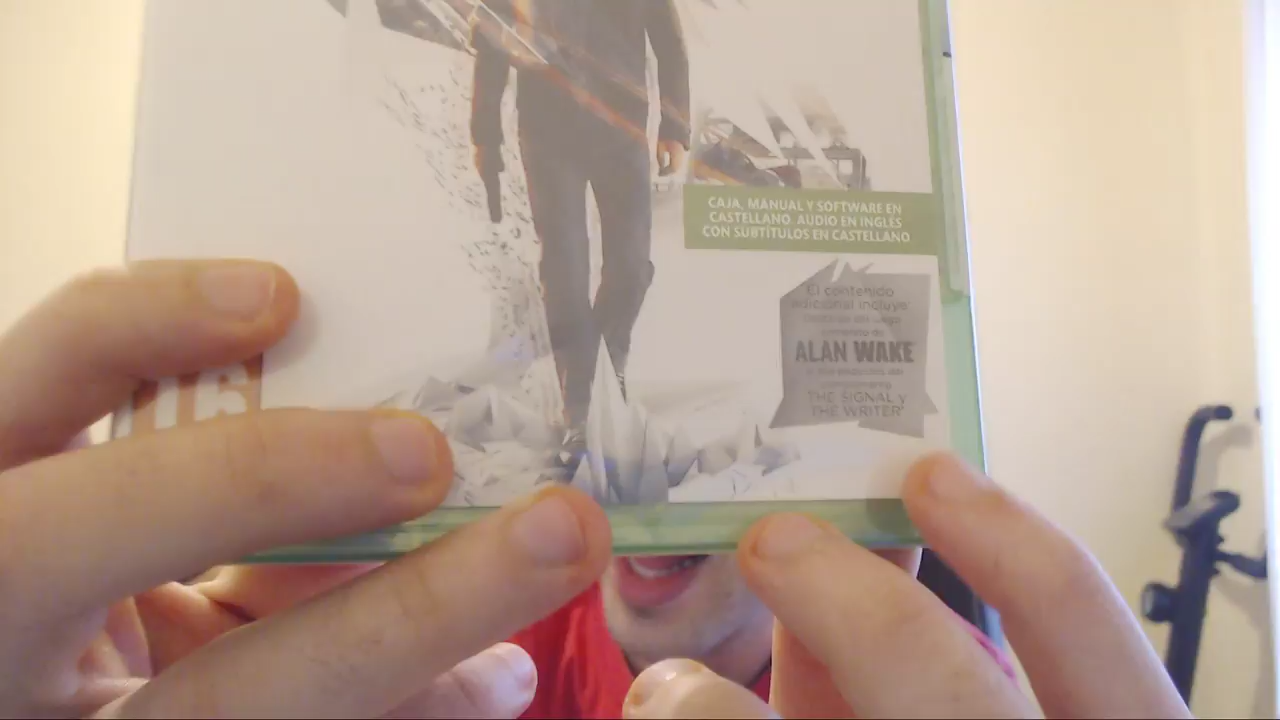 CAJA, MANUAL Y SOFTWARE EN
CASTELLANO. AUDIO EN INGLÉS
CON SUBTÍTULOS EN CASTELLANO
El contenido
adicional incluye:
ALAN WAKE
THE SIGNAL y
THE WRITER
16